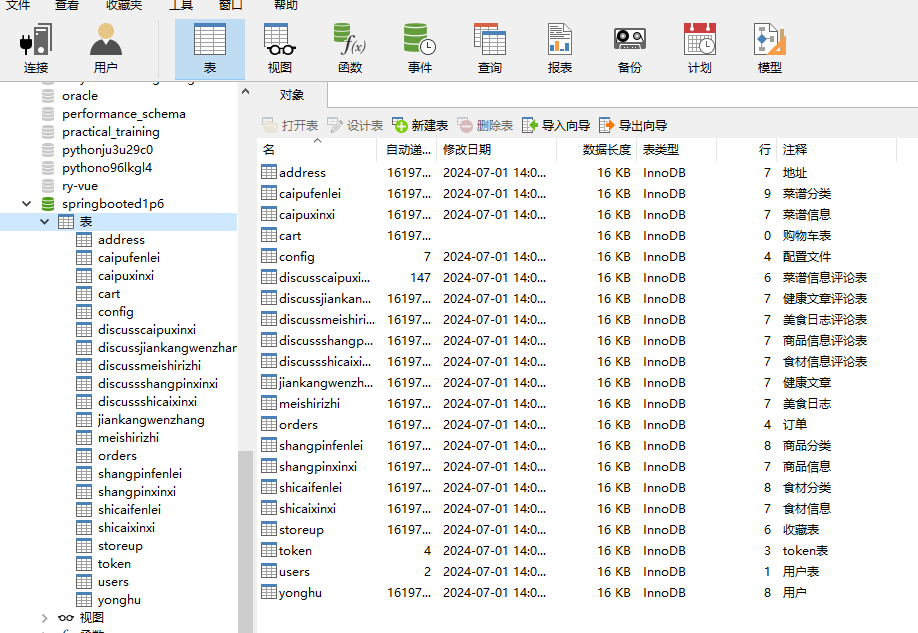 文件 查看 收藏夹 工具 窗口 帮助
连接 用户 表 视图 函数 事件 查询 报表 备份 计划 模型
oracle
performance_schema
practical_training
pythonju3u29c0
pythono96lkgl4
ry-vue
springbooted1p6
表
address
caipufenlei
caipuxinxi
cart
config
discusscaipuxinxi
discussjiankangwenzhan
discussmeishirizhi
discussshangpinxinxi
discussshicaixinxi
jiankangwenzhang
meishirizhi
orders
shangpinfenlei
shangpinxinxi
shicaifenlei
shicaixinxi
storeup
token
users
yonghu
视图
对象
打开表 设计表 新建表 删除表 导入向导 导出向导
名 自动递... 修改日期 数据长度 表类型 行 注释
address 16197... 2024-07-01 14:0... 16 KB InnoDB 7 地址
caipufenlei 16197... 2024-07-01 14:0... 16 KB InnoDB 9 菜谱分类
caipuxinxi 16197... 2024-07-01 14:0... 16 KB InnoDB 7 菜谱信息
cart 16197... 16 KB InnoDB 0 购物车表
config 7 2024-07-01 14:0... 16 KB InnoDB 4 配置文件
discusscaipuxi... 147 2024-07-01 14:0... 16 KB InnoDB 6 菜谱信息评论表
discussjiankan... 16197... 2024-07-01 14:0... 16 KB InnoDB 7 健康文章评论表
discussmeishiri... 16197... 2024-07-01 14:0... 16 KB InnoDB 7 美食日志评论表
discussshangp... 16197... 2024-07-01 14:0... 16 KB InnoDB 7 商品信息评论表
discussshicaixi... 16197... 2024-07-01 14:0... 16 KB InnoDB 7 食材信息评论表
jiankangwenzh... 16197... 2024-07-01 14:0... 16 KB InnoDB 7 健康文章
meishirizhi 16197... 2024-07-01 14:0... 16 KB InnoDB 7 美食日志
orders 16197... 2024-07-01 14:0... 16 KB InnoDB 4 订单
shangpinfenlei 16197... 2024-07-01 14:0... 16 KB InnoDB 8 商品分类
shangpinxinxi 16197... 2024-07-01 14:0... 16 KB InnoDB 7 商品信息
shicaifenlei 16197... 2024-07-01 14:0... 16 KB InnoDB 8 食材分类
shicaixinxi 16197... 2024-07-01 14:0... 16 KB InnoDB 7 食材信息
storeup 16197... 2024-07-01 14:0... 16 KB InnoDB 6 收藏表
token 4 2024-07-01 14:0... 16 KB InnoDB 3 token表
users 2 2024-07-01 14:0... 16 KB InnoDB 1 用户表
yonghu 16197... 2024-07-01 14:0... 16 KB InnoDB 8 用户